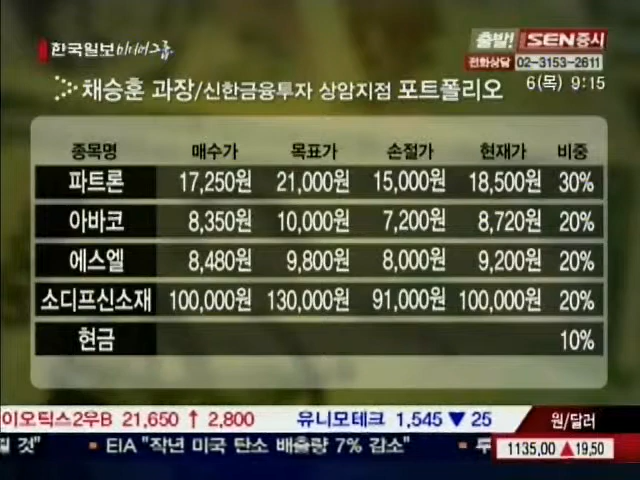 한국일보 미디어그룹
출발! SEN증시
전화상담 02-3153-2611
6(목) 9:15
채승훈 과장/신한금융투자 상암지점 포트폴리오
종목명 매수가 목표가 손절가 현재가 비중
파트론 17,250원 21,000원 15,000원 18,500원 30%
아바코 8,350원 10,000원 7,200원 8,720원 20%
에스엘 8,480원 9,800원 8,000원 9,200원 20%
소디프신소재 100,000원 130,000원 91,000원 100,000원 20%
현금 10%
이오틱스2우B 21,650 ↑ 2,800 유니모테크 1,545 ▼ 25 원/달러
것" ▪ EIA "작년 미국 탄소 배출량 7% 감소" ▪ 1135,00 ▲19,50